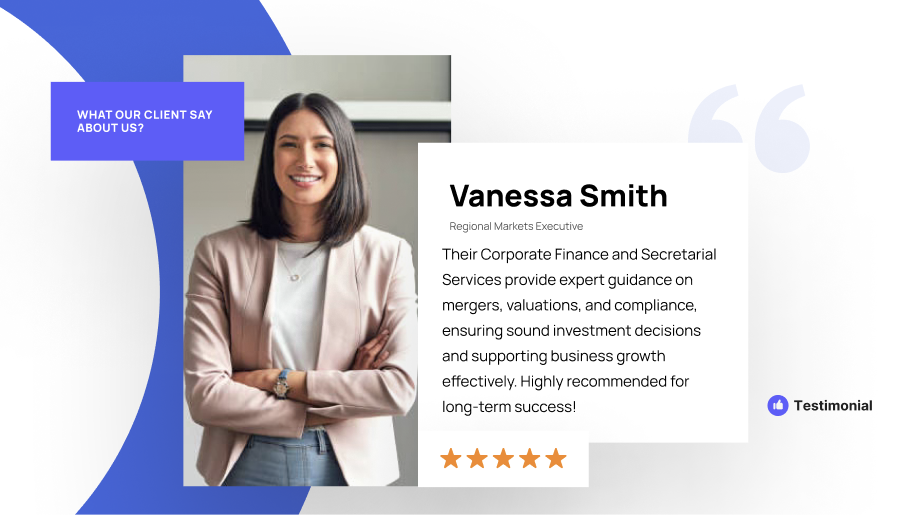 WHAT OUR CLIENT SAY
ABOUT US?
Vanessa Smith
Regional Markets Executive
Their Corporate Finance and Secretarial
Services provide expert guidance on
mergers, valuations, and compliance,
ensuring sound investment decisions
and supporting business growth
effectively. Highly recommended for
long-term success!
Testimonial